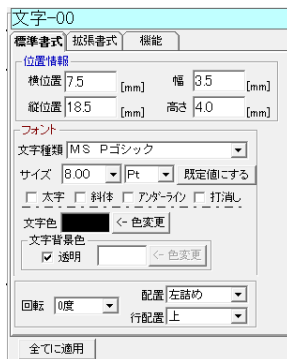 文字-00
標準書式 拡張書式 機能
位置情報
横位置 7.5 [mm] 幅 3.5 [mm]
縦位置 18.5 [mm] 高さ 4.0 [mm]
フォント
文字種類 MS Pゴシック
サイズ 8.00 Pt 既定値にする
太字 斜体 アンダーライン 打消し
文字色 <- 色変更
文字背景色
透明 <- 色変更
回転 0度 配置 左詰め
行配置 上
全てに適用